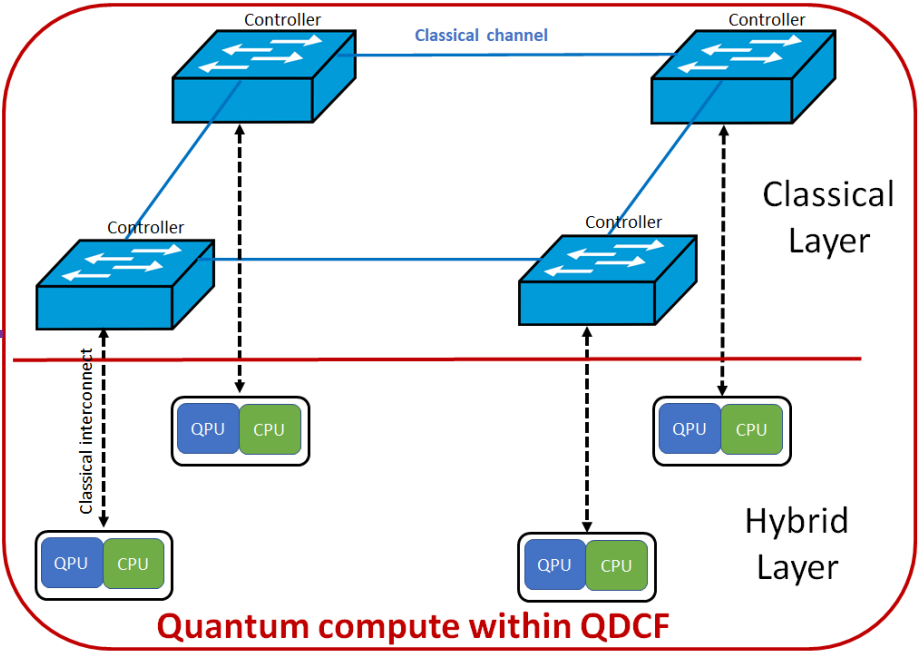 Controller
Controller
Classical channel
Classical
Layer
Controller
Controller
Classical interconnect
QPU CPU
QPU CPU
Hybrid
Layer
QPU CPU
QPU CPU
Quantum compute within QDCF